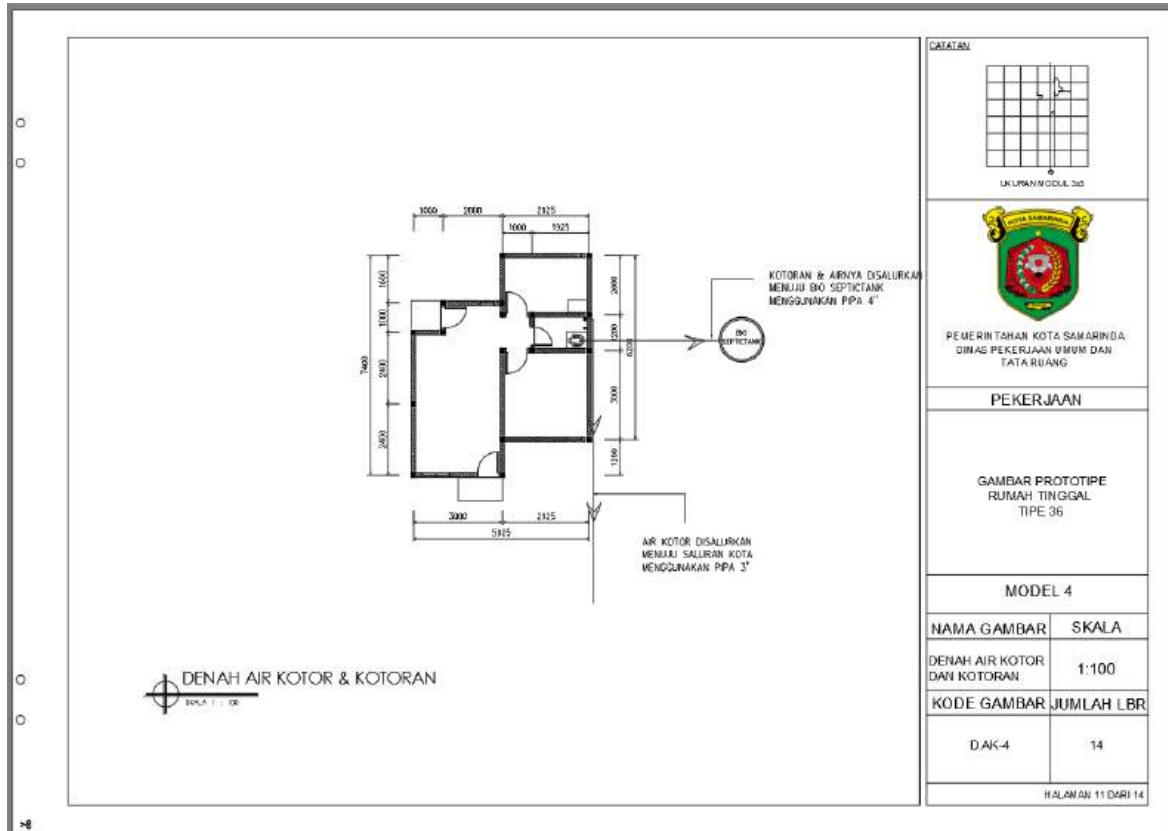 1000 2000 2925
1000 1925
1600
1000
2400
2400
7400
2000
1200
3000
1200
6200
3000 2925
5925
KOTORAN & AIRNYA DISALURKAN
MENUJU BIO SEPTICTANK
MENGGUNAKAN PIPA 4"
BIO
SEPTICTANK
AIR KOTOR DISALURKAN
MENUJU SALURAN KOTA
MENGGUNAKAN PIPA 3"
DENAH AIR KOTOR & KOTORAN
SKALA 1 : 100
CATATAN
UKURAN MODUL 3x3
KOTA SAMARINDA
PEMERINTAHAN KOTA SAMARINDA
DINAS PEKERJAAN UMUM DAN
TATA RUANG
PEKERJAAN
GAMBAR PROTOTIPE
RUMAH TINGGAL
TIPE 36
MODEL 4
NAMA GAMBAR SKALA
DENAH AIR KOTOR
DAN KOTORAN
1:100
KODE GAMBAR JUMLAH LBR
D.AK-4 14
HALAMAN 11 DARI 14